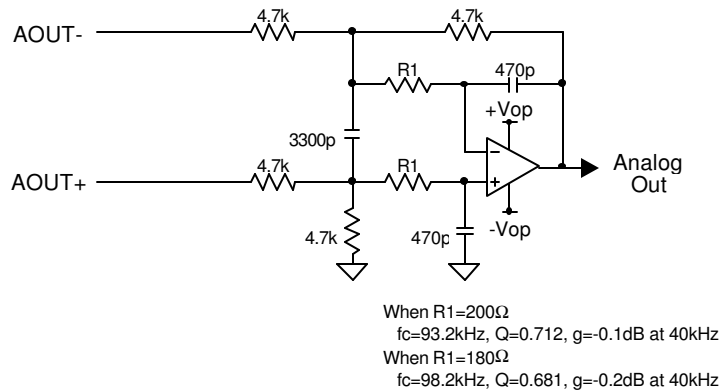 4.7k
4.7k
AOUT-
R1
470p
+Vop
3300p
4.7k
R1
Analog
Out
AOUT+
4.7k
470p
-Vop
When R1=200Ω
fc=93.2kHz, Q=0.712, g=-0.1dB at 40kHz
When R1=180Ω
fc=98.2kHz, Q=0.681, g=-0.2dB at 40kHz